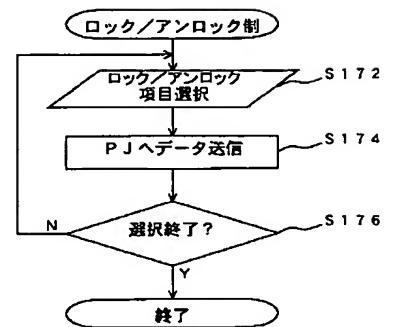 ロック／アンロック制
ロック／アンロック
項目選択
S172
PJへデータ送信
S174
選択終了？
S176
N
Y
終了